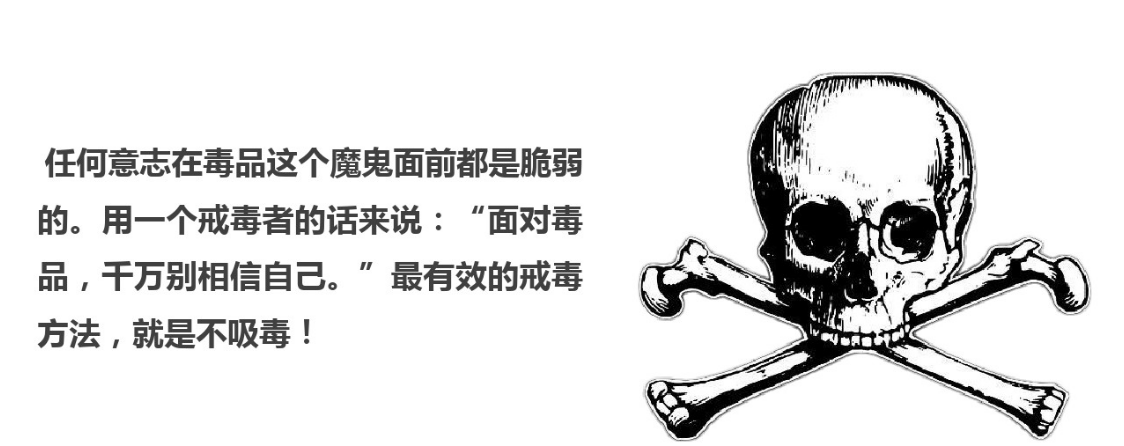 任何意志在毒品这个魔鬼面前都是脆弱
的。用一个戒毒者的话来说：“面对毒
品，千万别相信自己。”最有效的戒毒
方法，就是不吸毒！